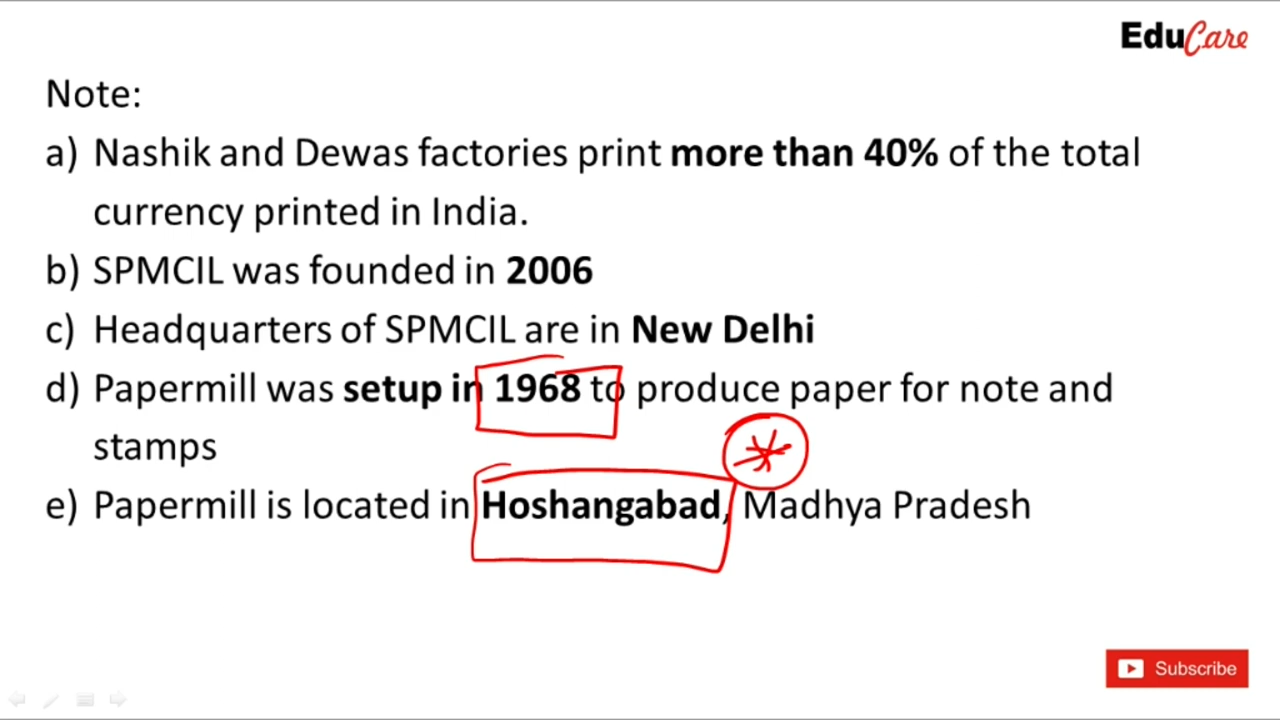 EduCare
Note:
a) Nashik and Dewas factories print more than 40% of the total
currency printed in India.
b) SPMCIL was founded in 2006
c) Headquarters of SPMCIL are in New Delhi
d) Papermill was setup in 1968 to produce paper for note and
stamps
e) Papermill is located in Hoshangabad, Madhya Pradesh
Subscribe